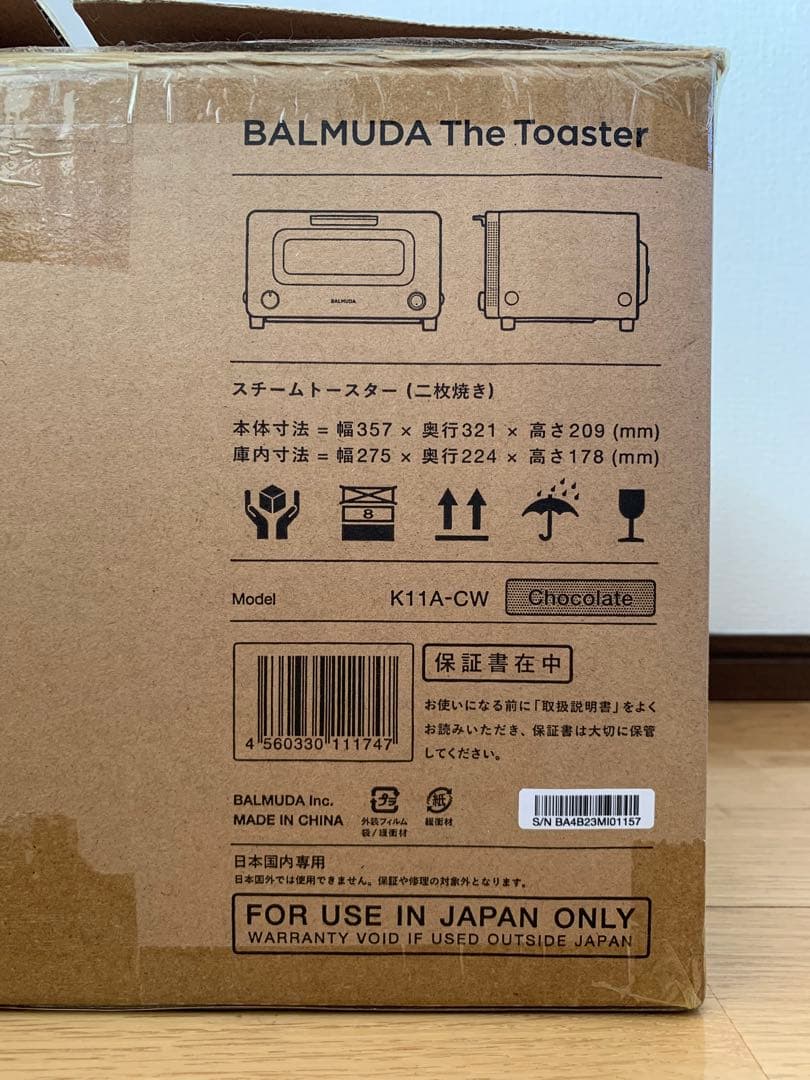 BALMUDA The Toaster
BALMUDA
スチームトースター (二枚焼き)
本体寸法 = 幅357 × 奥行321 × 高さ209 (mm)
庫内寸法 = 幅275 × 奥行224 × 高さ178 (mm)
8
Model K11A-CW Chocolate
保証書在中
お使いになる前に「取扱説明書」をよく
お読みいただき、保証書は大切に保管
してください。
4 560330 111747
BALMUDA Inc.
MADE IN CHINA
プラ
外装フィルム
袋/緩衝材
紙
緩衝材
S/N BA4B23MI01157
日本国内専用
日本国外では使用できません。保証や修理の対象外となります。
FOR USE IN JAPAN ONLY
WARRANTY VOID IF USED OUTSIDE JAPAN